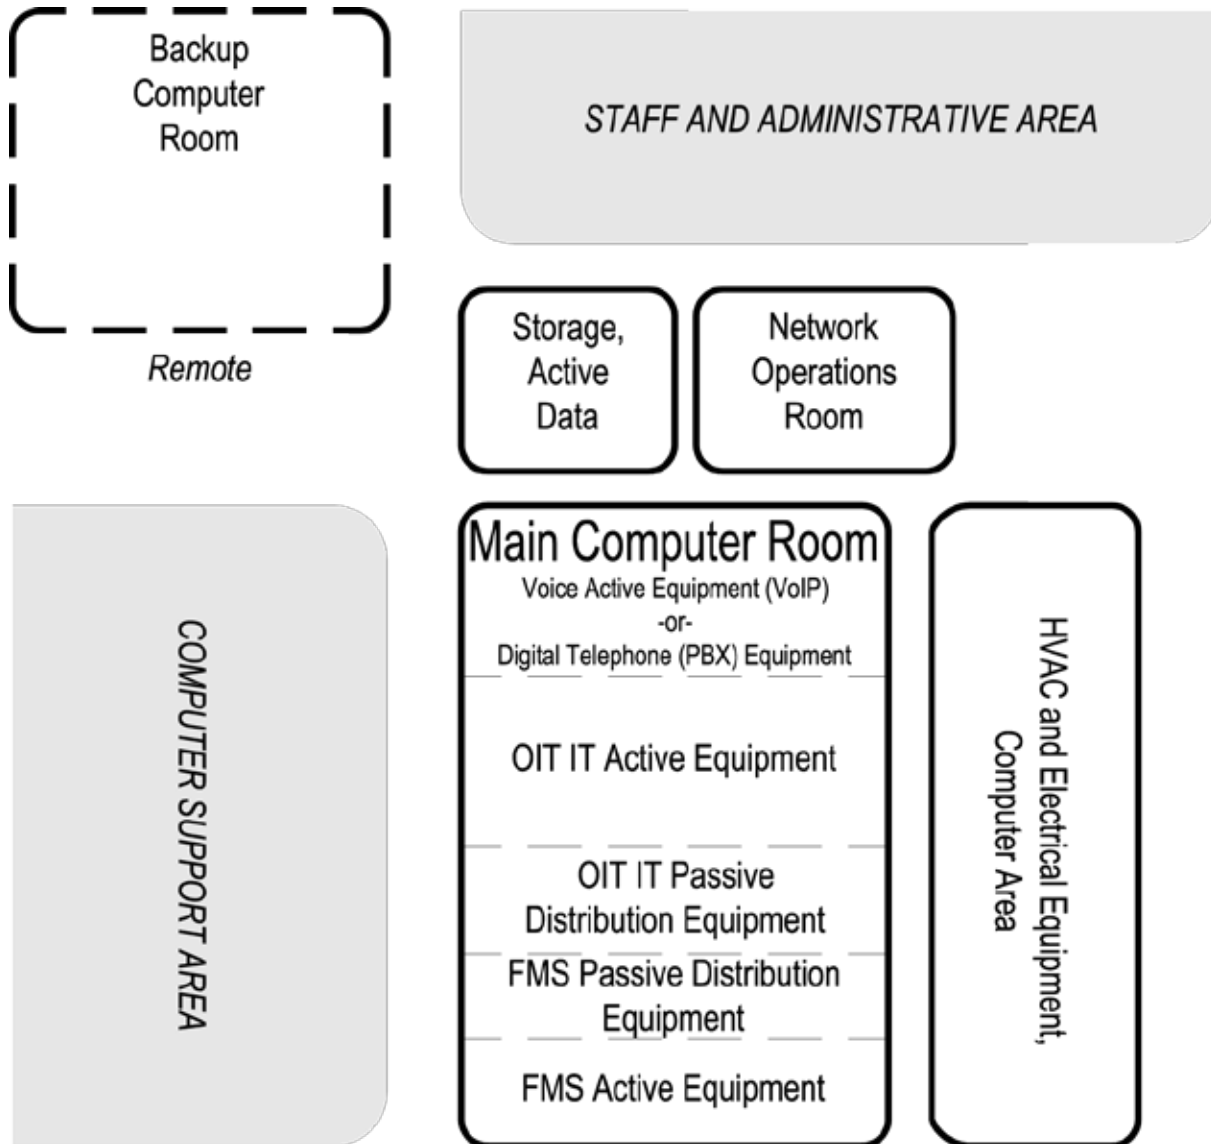 Backup
Computer
Room
Remote
STAFF AND ADMINISTRATIVE AREA
Storage,
Active
Data
Network
Operations
Room
COMPUTER SUPPORT AREA
Main Computer Room
Voice Active Equipment (VoIP)
-or-
Digital Telephone (PBX) Equipment
OIT IT Active Equipment
OIT IT Passive
Distribution Equipment
FMS Passive Distribution
Equipment
FMS Active Equipment
HVAC and Electrical Equipment,
Computer Area